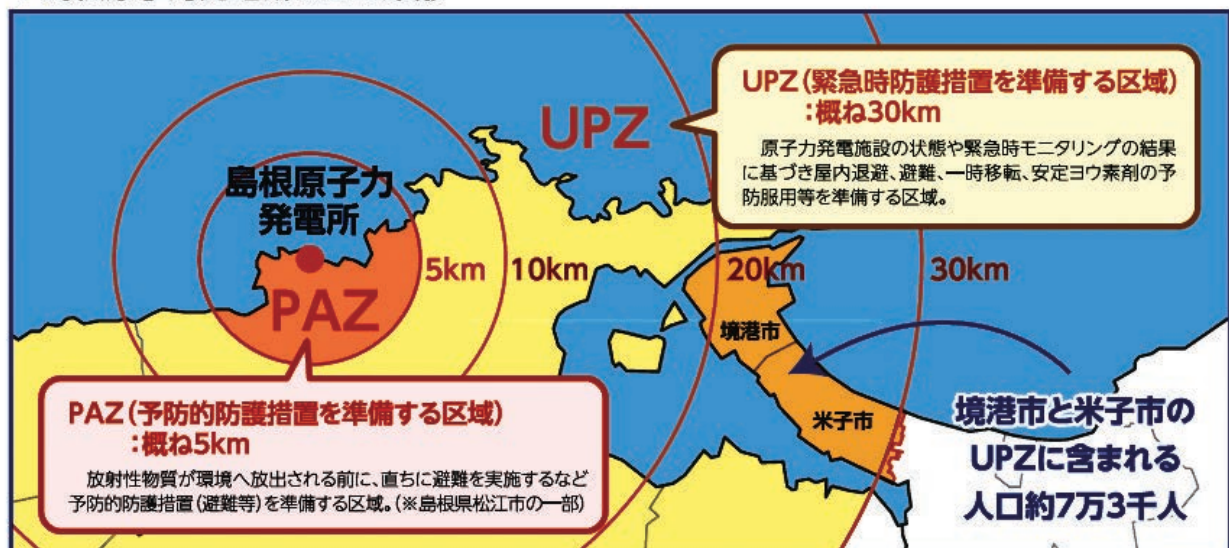 UPZ（緊急時防護措置を準備する区域）
：概ね30km
原子力発電施設の状態や緊急時モニタリングの結果
に基づき屋内退避、避難、一時移転、安定ヨウ素剤の予
防服用等を準備する区域。
UPZ
島根原子力
発電所
PAZ
5km
10km
20km
30km
境港市
米子市
PAZ（予防的防護措置を準備する区域）
：概ね5km
放射性物質が環境へ放出される前に、直ちに避難を実施するなど
予防的防護措置（避難等）を準備する区域。（※島根県松江市の一部）
境港市と米子市の
UPZに含まれる
人口約7万3千人